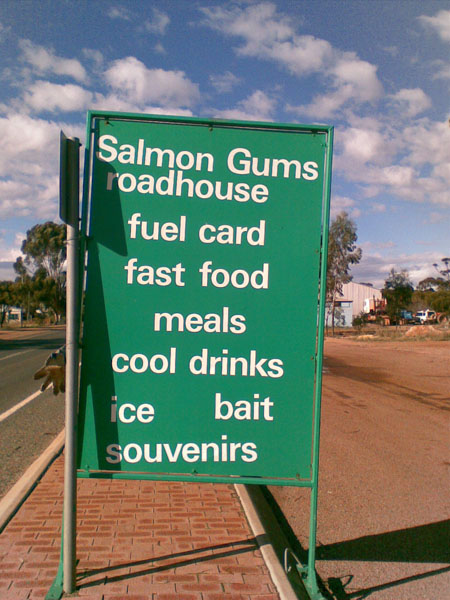 Salmon Gums
roadhouse
fuel card
fast food
meals
cool drinks
ice bait
souvenirs